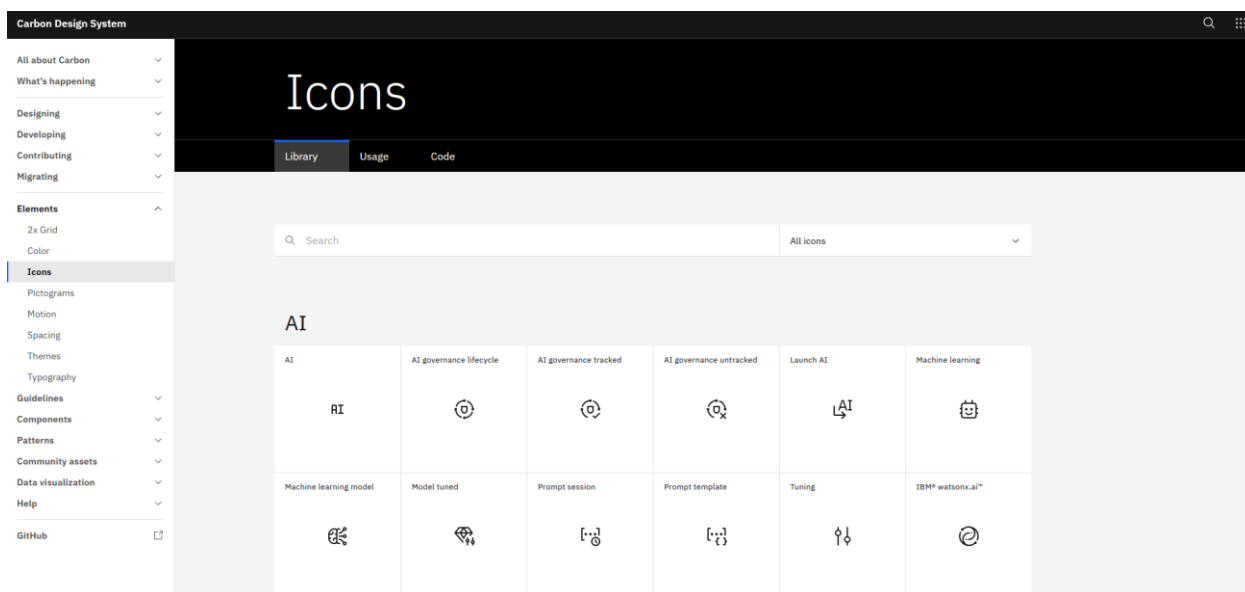 Carbon Design System
All about Carbon
What's happening
Designing
Developing
Contributing
Migrating
Elements
2x Grid
Color
Icons
Pictograms
Motion
Spacing
Themes
Typography
Guidelines
Components
Patterns
Community assets
Data visualization
Help
GitHub
Icons
Library Usage Code
Search All icons
AI
AI AI governance lifecycle AI governance tracked AI governance untracked Launch AI Machine learning
AI AI
Machine learning model Model tuned Prompt session Prompt template Tuning IBM® watsonx.ai™